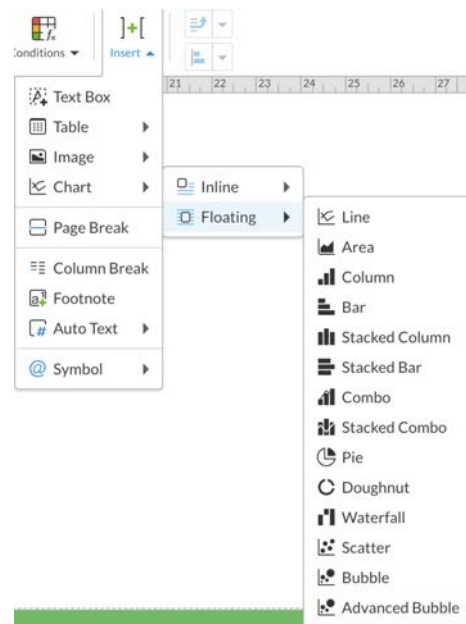 Conditions
Insert
21 22 23 24 25 26 27
Text Box
Table
Image
Chart
Page Break
Column Break
Footnote
Auto Text
Symbol
Inline
Floating
Line
Area
Column
Bar
Stacked Column
Stacked Bar
Combo
Stacked Combo
Pie
Doughnut
Waterfall
Scatter
Bubble
Advanced Bubble